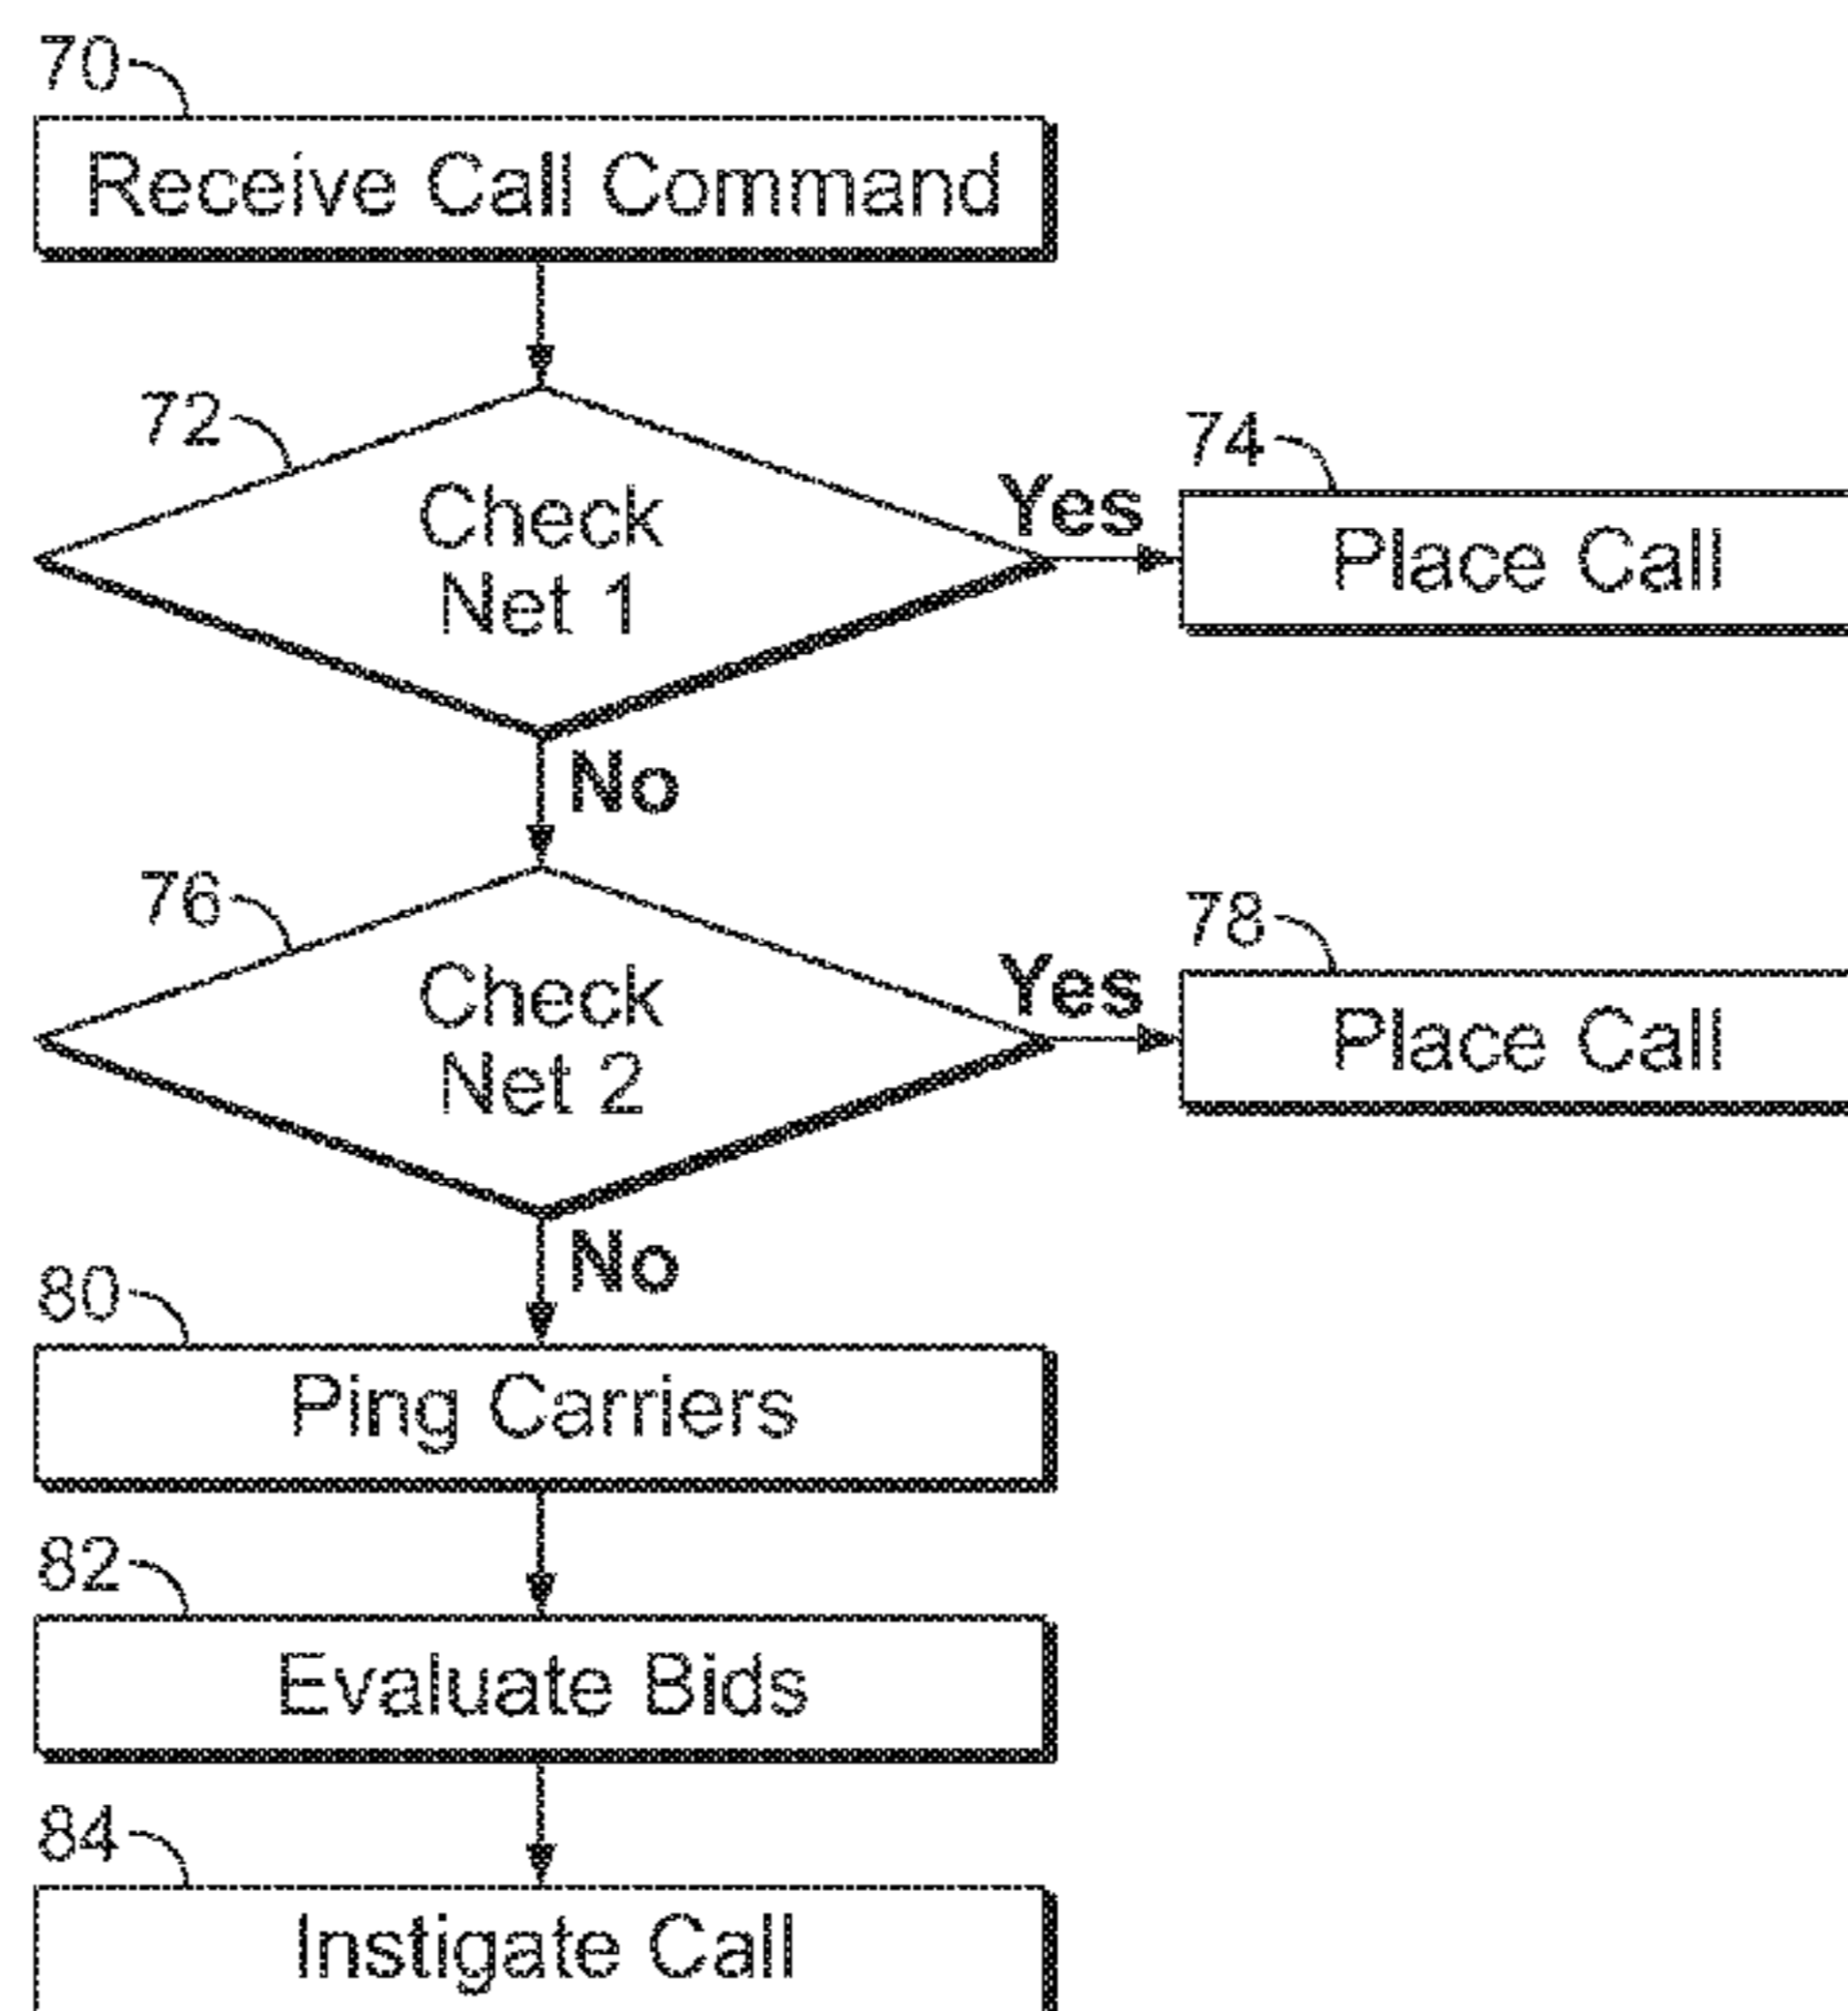 70
Receive Call Command
72
Check
Net 1
Yes
74
Place Call
No
76
Check
Net 2
Yes
78
Place Call
No
80
Ping Carriers
82
Evaluate Bids
84
Instigate Call